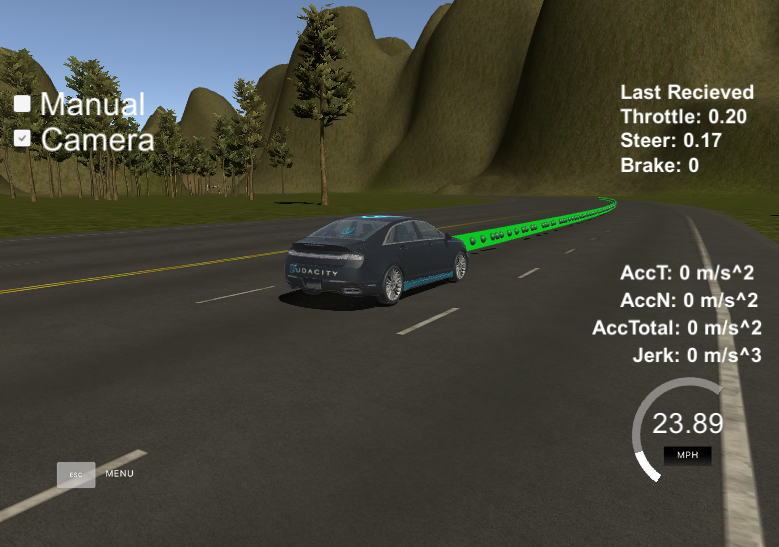 Manual
Camera
Last Recieved
Throttle: 0.20
Steer: 0.17
Brake: 0
UDACITY
AccT: 0 m/s^2
AccN: 0 m/s^2
AccTotal: 0 m/s^2
Jerk: 0 m/s^3
23.89
MPH
ESC
MENU